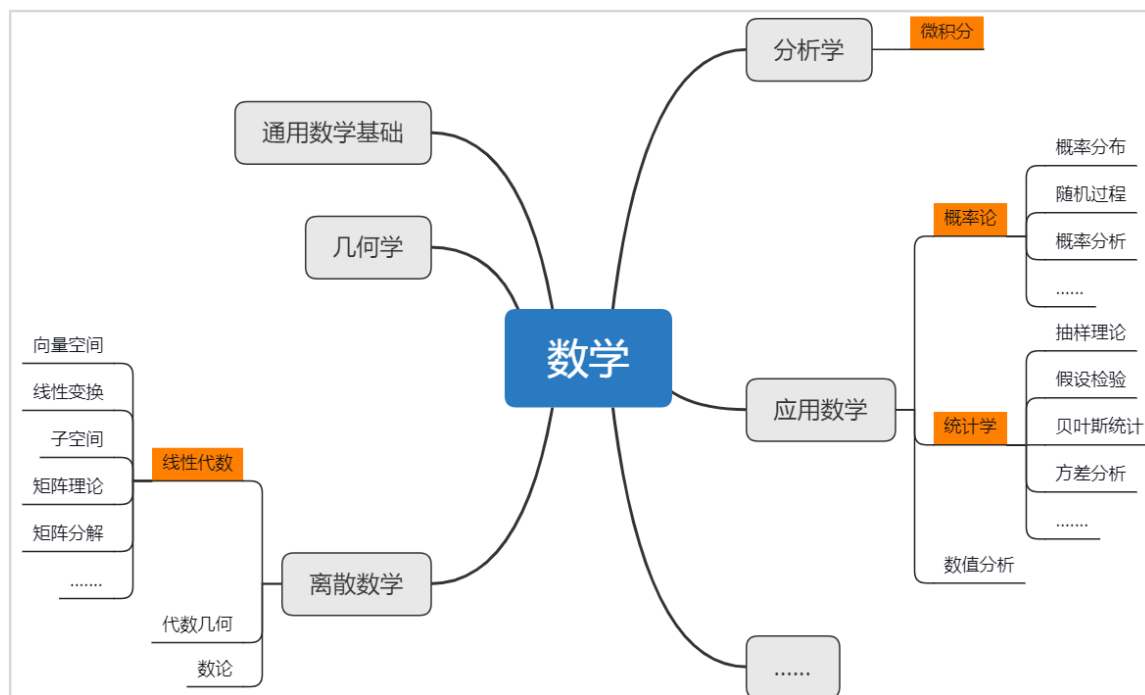 数学
分析学
微积分
通用数学基础
几何学
应用数学
概率论
概率分布
随机过程
概率分析
......
统计学
抽样理论
假设检验
贝叶斯统计
方差分析
.......
数值分析
离散数学
线性代数
向量空间
线性变换
子空间
矩阵理论
矩阵分解
.......
代数几何
数论
......